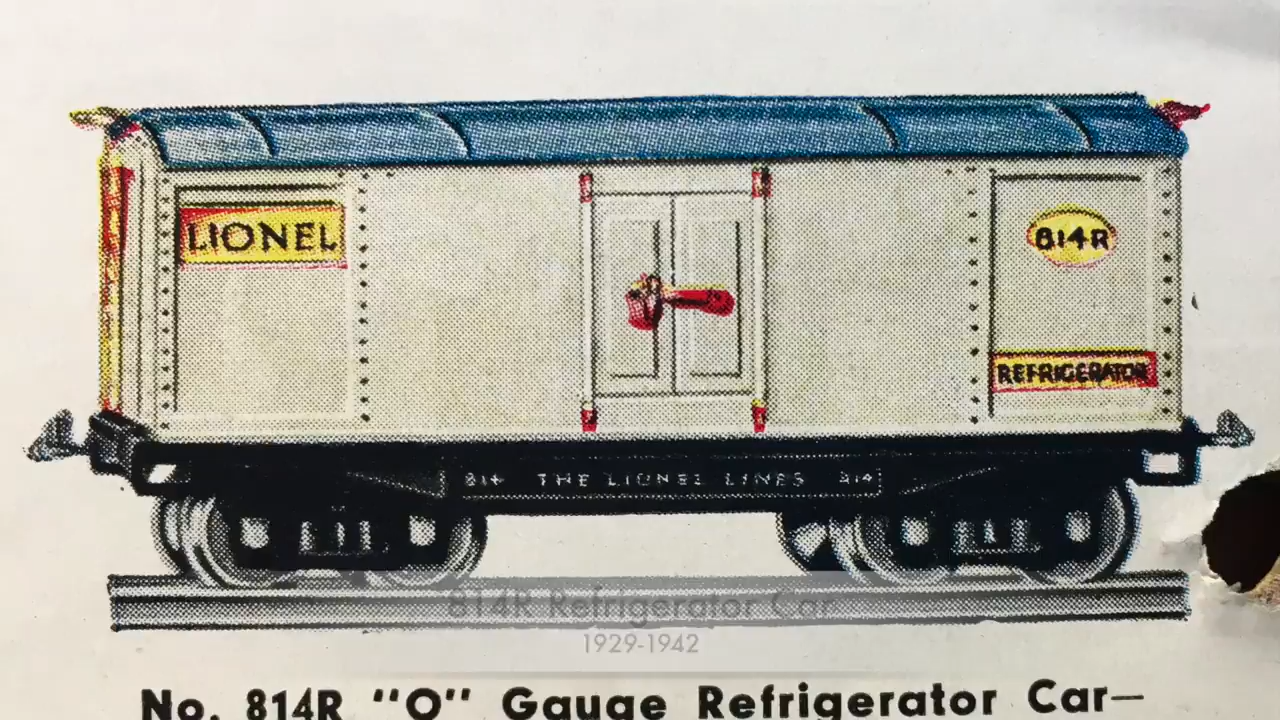 LIONEL
814R
REFRIGERATOR
814 THE LIONEL LINES 814
814R Refrigerator Car
1929-1942
No. 814R "O" Gauge Refrigerator Car—